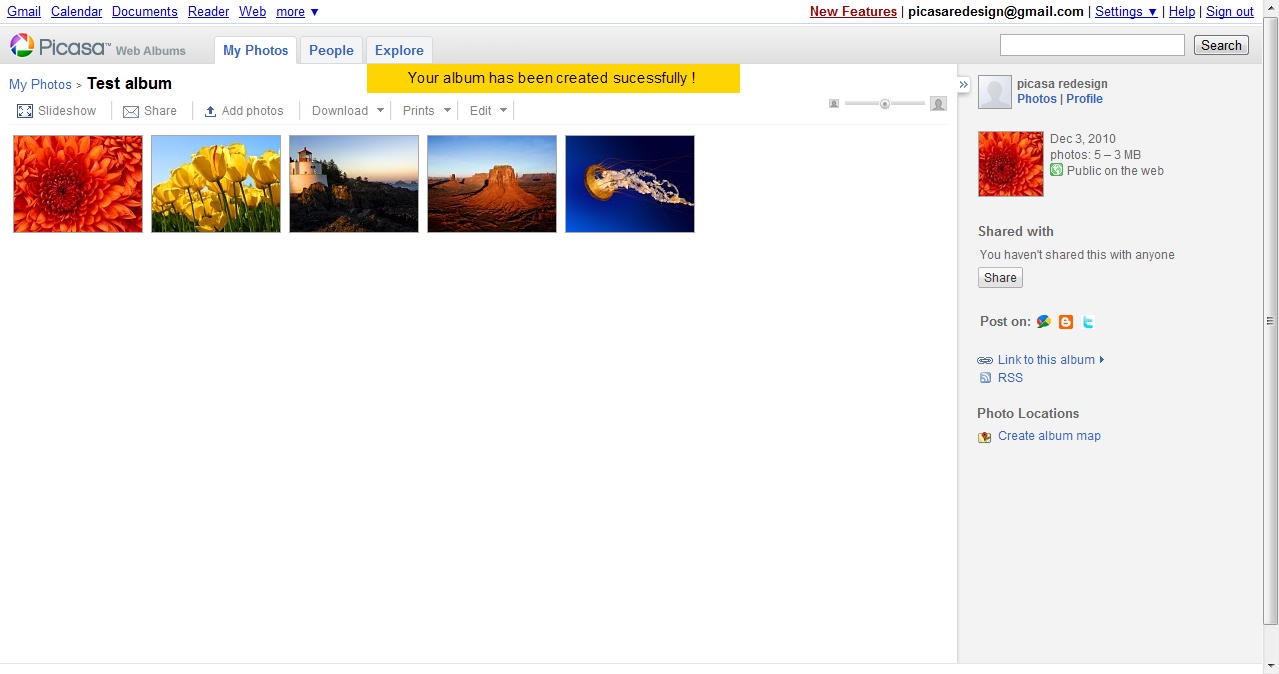 Gmail Calendar Documents Reader Web more ▼ New Features | picasaredesign@gmail.com | Settings ▼ | Help | Sign out
Picasa™ Web Albums My Photos People Explore Search
Your album has been created sucessfully !
My Photos > Test album
Slideshow Share Add photos Download Prints Edit
»
picasa redesign
Photos | Profile
Dec 3, 2010
photos: 5 – 3 MB
Public on the web
Shared with
You haven't shared this with anyone
Share
Post on:
Link to this album
RSS
Photo Locations
Create album map